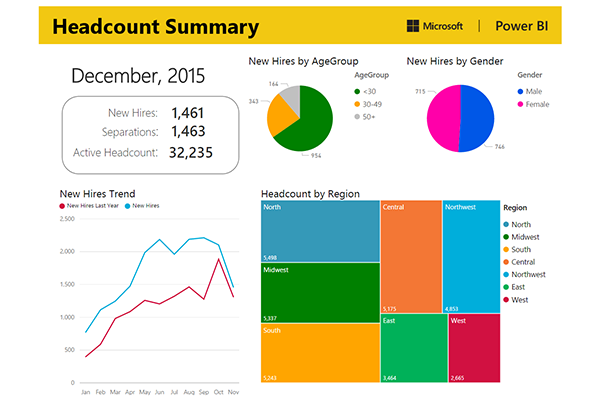 Headcount Summary
Microsoft | Power BI
December, 2015
New Hires: 1,461
Separations: 1,463
Active Headcount: 32,235
New Hires by AgeGroup
164
343
954
AgeGroup
<30
30-49
50+
New Hires by Gender
715
746
Gender
Male
Female
New Hires Trend
New Hires Last Year New Hires
2,500
2,000
1,500
1,000
500
0
Jan Feb Mar Apr May Jun Jul Aug Sep Oct Nov
Headcount by Region
North
5,498
Midwest
5,337
South
5,243
Central
5,375
Northwest
4,853
East
3,464
West
2,665
Region
North
Midwest
South
Central
Northwest
East
West